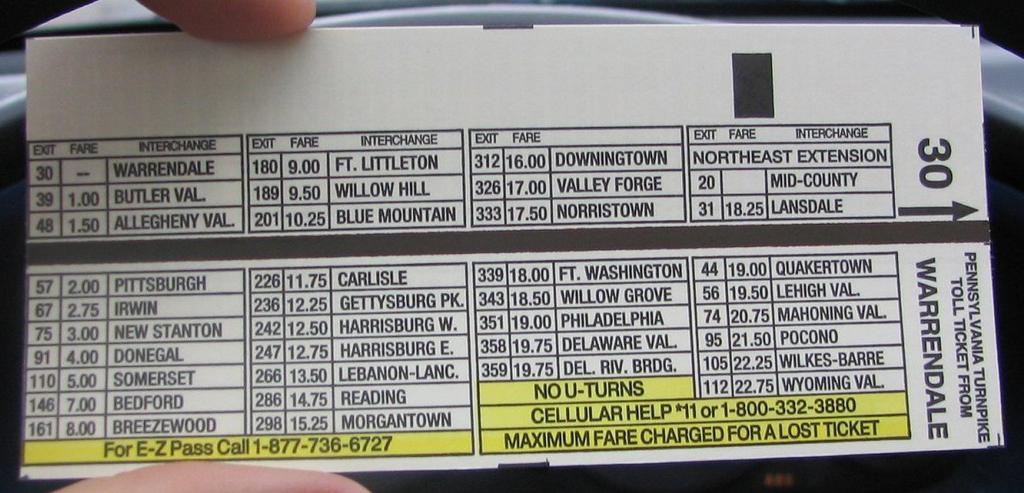 EXIT FARE INTERCHANGE
30 -- WARRENDALE
39 1.00 BUTLER VAL.
48 1.50 ALLEGHENY VAL.
57 2.00 PITTSBURGH
67 2.75 IRWIN
75 3.00 NEW STANTON
91 4.00 DONEGAL
110 5.00 SOMERSET
146 7.00 BEDFORD
161 8.00 BREEZEWOOD
EXIT FARE INTERCHANGE
180 9.00 FT. LITTLETON
189 9.50 WILLOW HILL
201 10.25 BLUE MOUNTAIN
226 11.75 CARLISLE
236 12.25 GETTYSBURG PK.
242 12.50 HARRISBURG W.
247 12.75 HARRISBURG E.
266 13.50 LEBANON-LANC.
286 14.75 READING
298 15.25 MORGANTOWN
For E-Z Pass Call 1-877-736-6727
EXIT FARE
312 16.00 DOWNINGTOWN
326 17.00 VALLEY FORGE
333 17.50 NORRISTOWN
339 18.00 FT. WASHINGTON
343 18.50 WILLOW GROVE
351 19.00 PHILADELPHIA
358 19.75 DELAWARE VAL.
359 19.75 DEL. RIV. BRDG.
EXIT FARE INTERCHANGE
NORTHEAST EXTENSION
20 MID-COUNTY
31 18.25 LANSDALE
44 19.00 QUAKERTOWN
56 19.50 LEHIGH VAL.
74 20.75 MAHONING VAL.
95 21.50 POCONO
105 22.25 WILKES-BARRE
112 22.75 WYOMING VAL.
NO U-TURNS
CELLULAR HELP *11 or 1-800-332-3880
MAXIMUM FARE CHARGED FOR A LOST TICKET
30
PENNSYLVANIA TURNPIKE
TOLL TICKET FROM
WARRENDALE